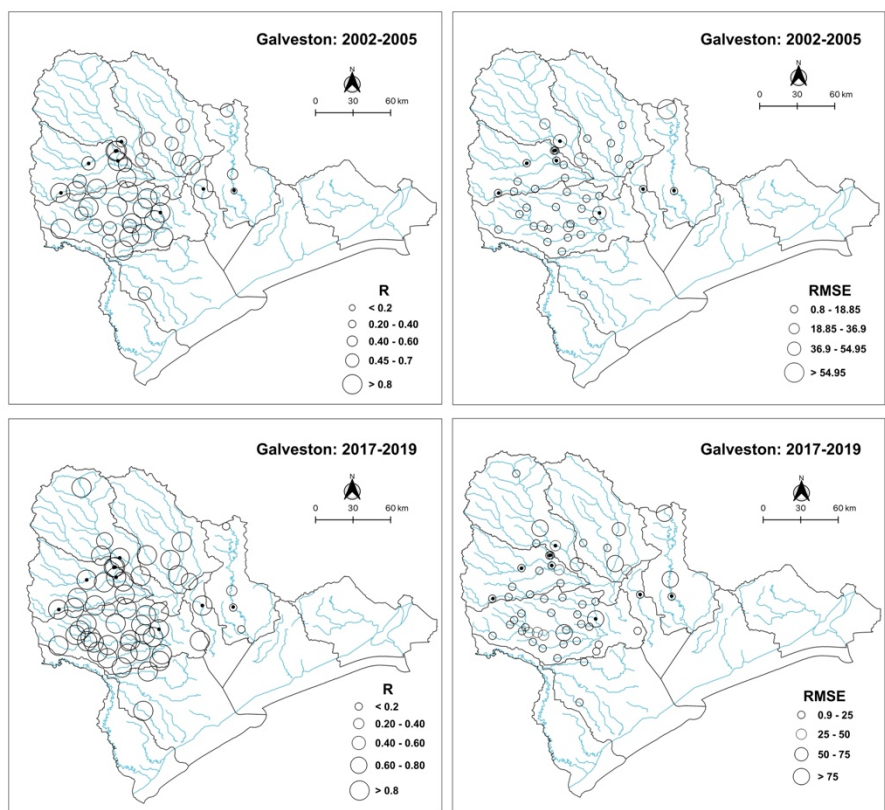 Galveston: 2002-2005
N
0 30 60 km
R
< 0.2
0.20 - 0.40
0.40 - 0.60
0.45 - 0.7
> 0.8
Galveston: 2002-2005
N
0 30 60 km
RMSE
0.8 - 18.85
18.85 - 36.9
36.9 - 54.95
> 54.95
Galveston: 2017-2019
N
0 30 60 km
R
< 0.2
0.20 - 0.40
0.40 - 0.60
0.60 - 0.80
> 0.8
Galveston: 2017-2019
N
0 30 60 km
RMSE
0.9 - 25
25 - 50
50 - 75
> 75